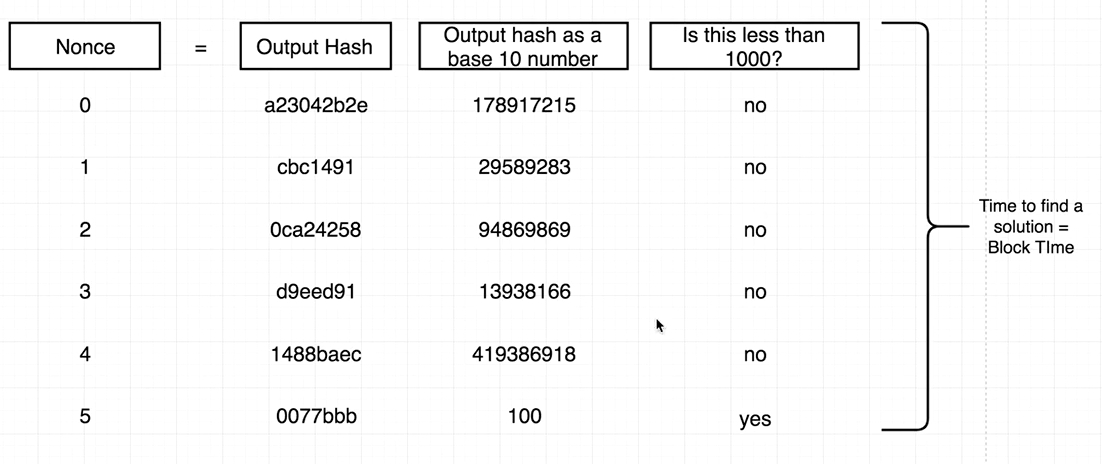 Nonce = Output Hash Output hash as a base 10 number Is this less than 1000?
0 a23042b2e 178917215 no
1 cbc1491 29589283 no
2 0ca24258 94869869 no
3 d9eed91 13938166 no
4 1488baec 419386918 no
5 0077bbb 100 yes
Time to find a
solution =
Block TIme